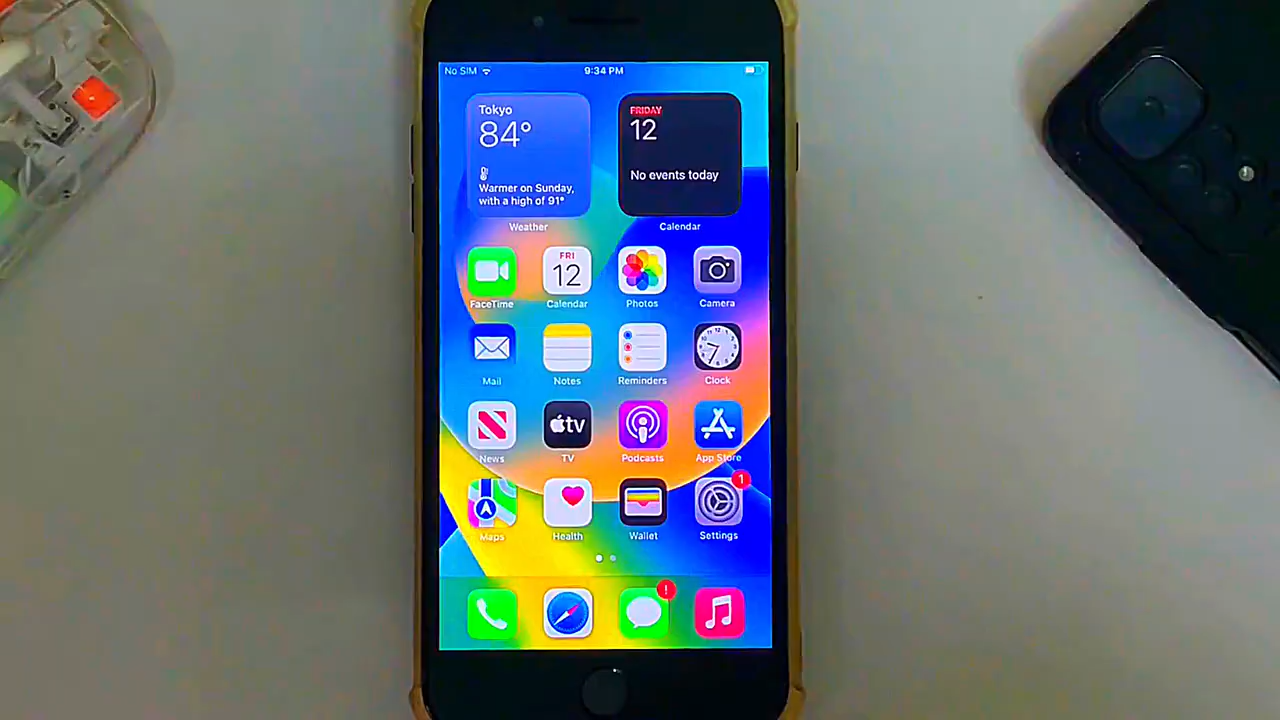 No SIM 9:34 PM
Tokyo
84°
Warmer on Sunday,
with a high of 91°
Weather
FRIDAY
12
No events today
Calendar
FaceTime
FRI
12
Calendar
Photos
Camera
Mail
Notes
Reminders
Clock
News
tv
TV
Podcasts
App Store
Maps
Health
Wallet
1
Settings
!